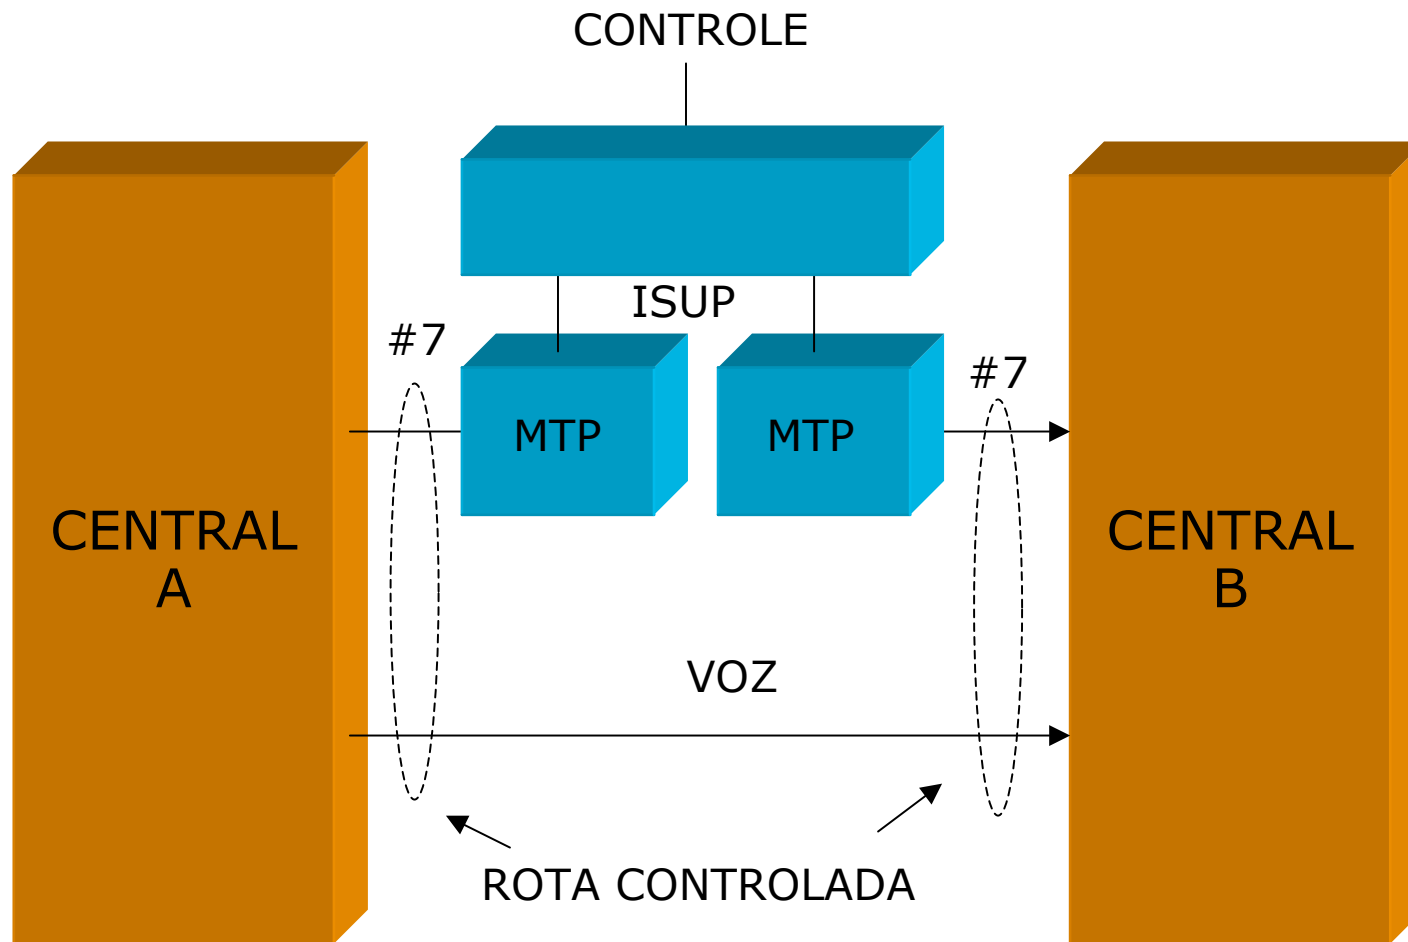 CONTROLE
ISUP
#7
#7
MTP
MTP
CENTRAL
A
CENTRAL
B
VOZ
ROTA CONTROLADA